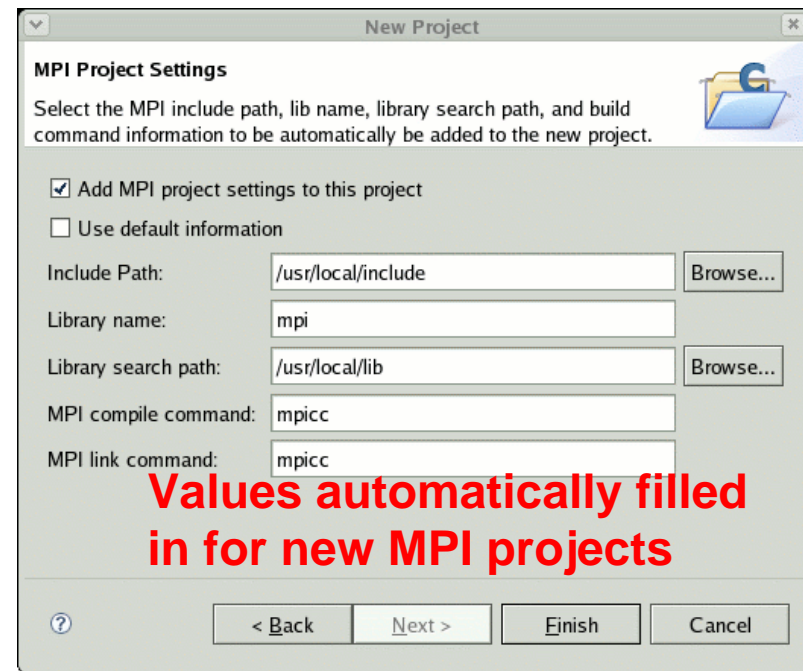 New Project
MPI Project Settings
Select the MPI include path, lib name, library search path, and build
command information to be automatically be added to the new project.
Add MPI project settings to this project
Use default information
Include Path: /usr/local/include Browse...
Library name: mpi
Library search path: /usr/local/lib Browse...
MPI compile command: mpicc
MPI link command: mpicc
Values automatically filled
in for new MPI projects
? < Back Next > Finish Cancel